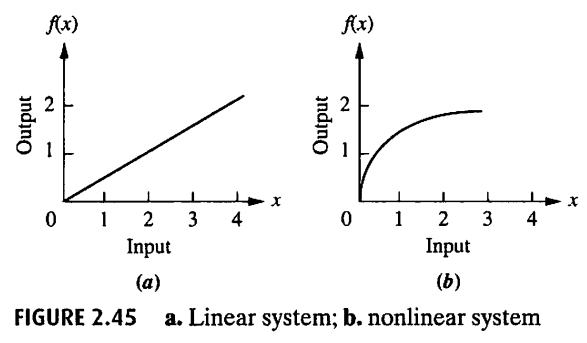 f(x) f(x)
Output Output
2 2
1 1
0 1 2 3 4 x 0 1 2 3 4 x
Input Input
(a) (b)
FIGURE 2.45 a. Linear system; b. nonlinear system